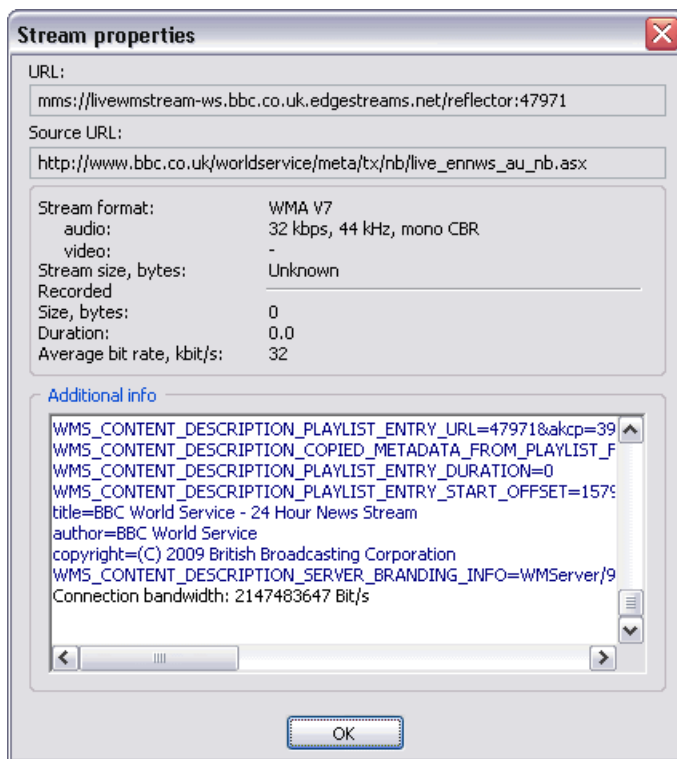 Stream properties
URL:
mms://livewmstream-ws.bbc.co.uk.edgestreams.net/reflector:47971
Source URL:
http://www.bbc.co.uk/worldservice/meta/tx/nb/live_ennws_au_nb.asx
Stream format: WMA V7
audio: 32 kbps, 44 kHz, mono CBR
video: -
Stream size, bytes: Unknown
Recorded
Size, bytes: 0
Duration: 0.0
Average bit rate, kbit/s: 32
Additional info
WMS_CONTENT_DESCRIPTION_PLAYLIST_ENTRY_URL=47971&akcp=39
WMS_CONTENT_DESCRIPTION_COPIED_METADATA_FROM_PLAYLIST_F
WMS_CONTENT_DESCRIPTION_PLAYLIST_ENTRY_DURATION=0
WMS_CONTENT_DESCRIPTION_PLAYLIST_ENTRY_START_OFFSET=1579
title=BBC World Service - 24 Hour News Stream
author=BBC World Service
copyright=(C) 2009 British Broadcasting Corporation
WMS_CONTENT_DESCRIPTION_SERVER_BRANDING_INFO=WMServer/9
Connection bandwidth: 2147483647 Bit/s
OK